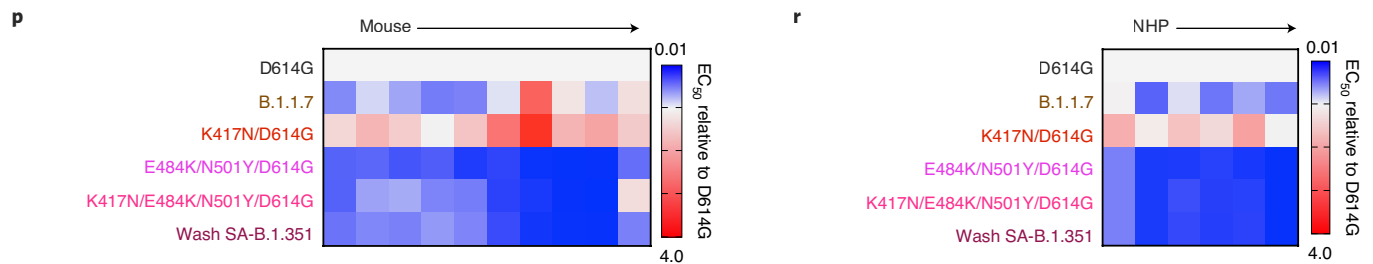 p
Mouse
D614G
B.1.1.7
K417N/D614G
E484K/N501Y/D614G
K417N/E484K/N501Y/D614G
Wash SA-B.1.351
0.01
EC50 relative to D614G
4.0
r
NHP
D614G
B.1.1.7
K417N/D614G
E484K/N501Y/D614G
K417N/E484K/N501Y/D614G
Wash SA-B.1.351
0.01
EC50 relative to D614G
4.0